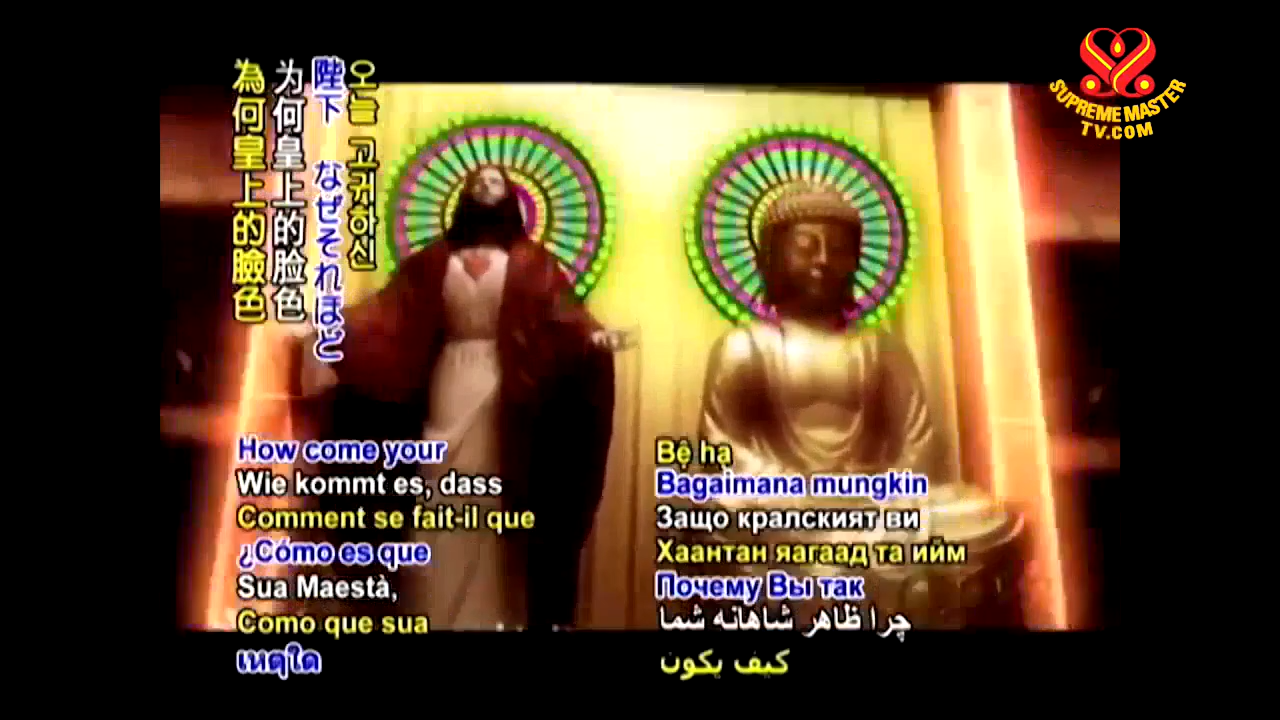 SUPREME MASTER
TV.COM
오늘 고귀하신
陛下 なぜそれほど
为何皇上的脸色
為何皇上的臉色
How come your
Wie kommt es, dass
Comment se fait-il que
¿Cómo es que
Sua Maestà,
Como que sua
เหตุใด
Bệ hạ
Bagaimana mungkin
Защо кралският ви
Хаантан яагаад та ийм
Почему Вы так
چرا ظاهر شاهانه شما
كيف يكون